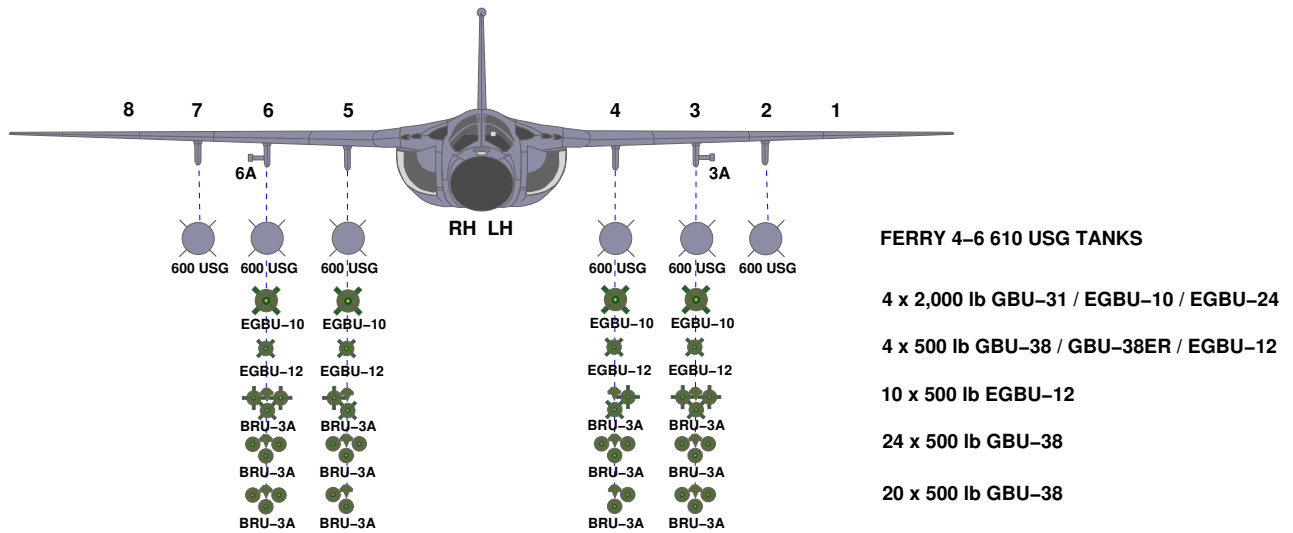 8 7 6 5 4 3 2 1
6A 3A
RH LH
FERRY 4–6 610 USG TANKS
600 USG 600 USG 600 USG 600 USG 600 USG 600 USG
4 x 2,000 lb GBU–31 / EGBU–10 / EGBU–24
EGBU–10 EGBU–10 EGBU–10 EGBU–10
4 x 500 lb GBU–38 / GBU–38ER / EGBU–12
EGBU–12 EGBU–12 EGBU–12 EGBU–12
10 x 500 lb EGBU–12
BRU–3A BRU–3A BRU–3A BRU–3A
24 x 500 lb GBU–38
BRU–3A BRU–3A BRU–3A BRU–3A
20 x 500 lb GBU–38
BRU–3A BRU–3A BRU–3A BRU–3A